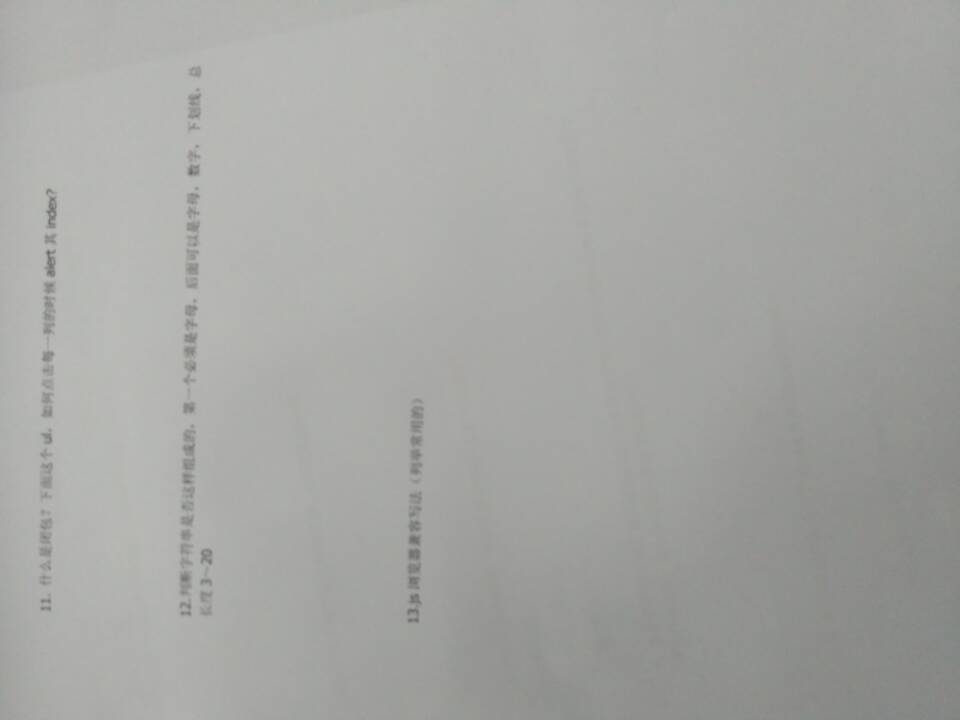 11. 什么是闭包？下面这个 ul，如何点击每一列的时候 alert 其 index?
12.判断字符串是否这样组成的，第一个必须是字母，后面可以是字母，数字，下划线，总
长度 3－20
13.js 浏览器兼容写法（列举常用的）